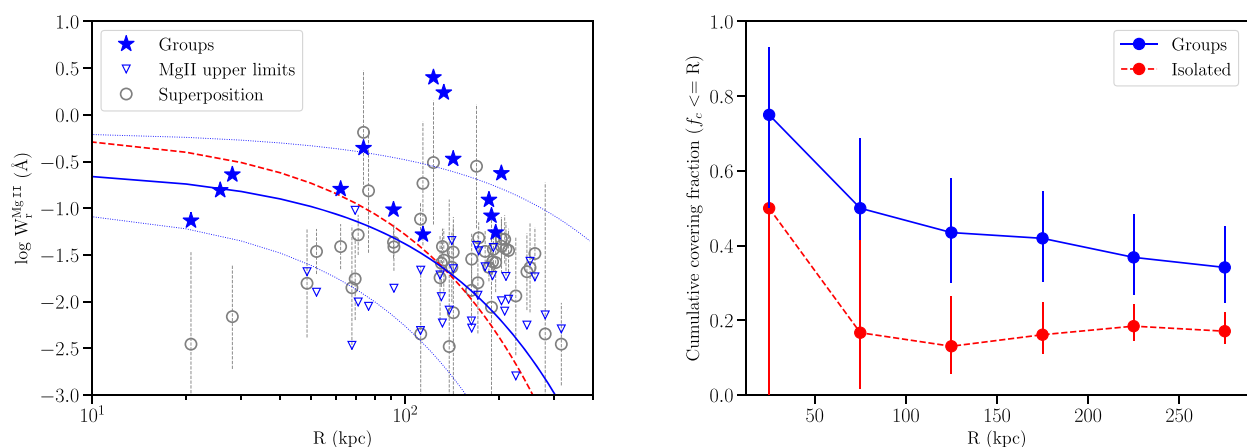 1.0
0.5
0.0
−0.5
−1.0
−1.5
−2.0
−2.5
−3.0
log W_r^{MgII} (Å)
Groups
MgII upper limits
Superposition
10^1
10^2
R (kpc)
1.0
0.8
0.6
0.4
0.2
0.0
Cumulative covering fraction (f_c <= R)
Groups
Isolated
50
100
150
200
250
R (kpc)